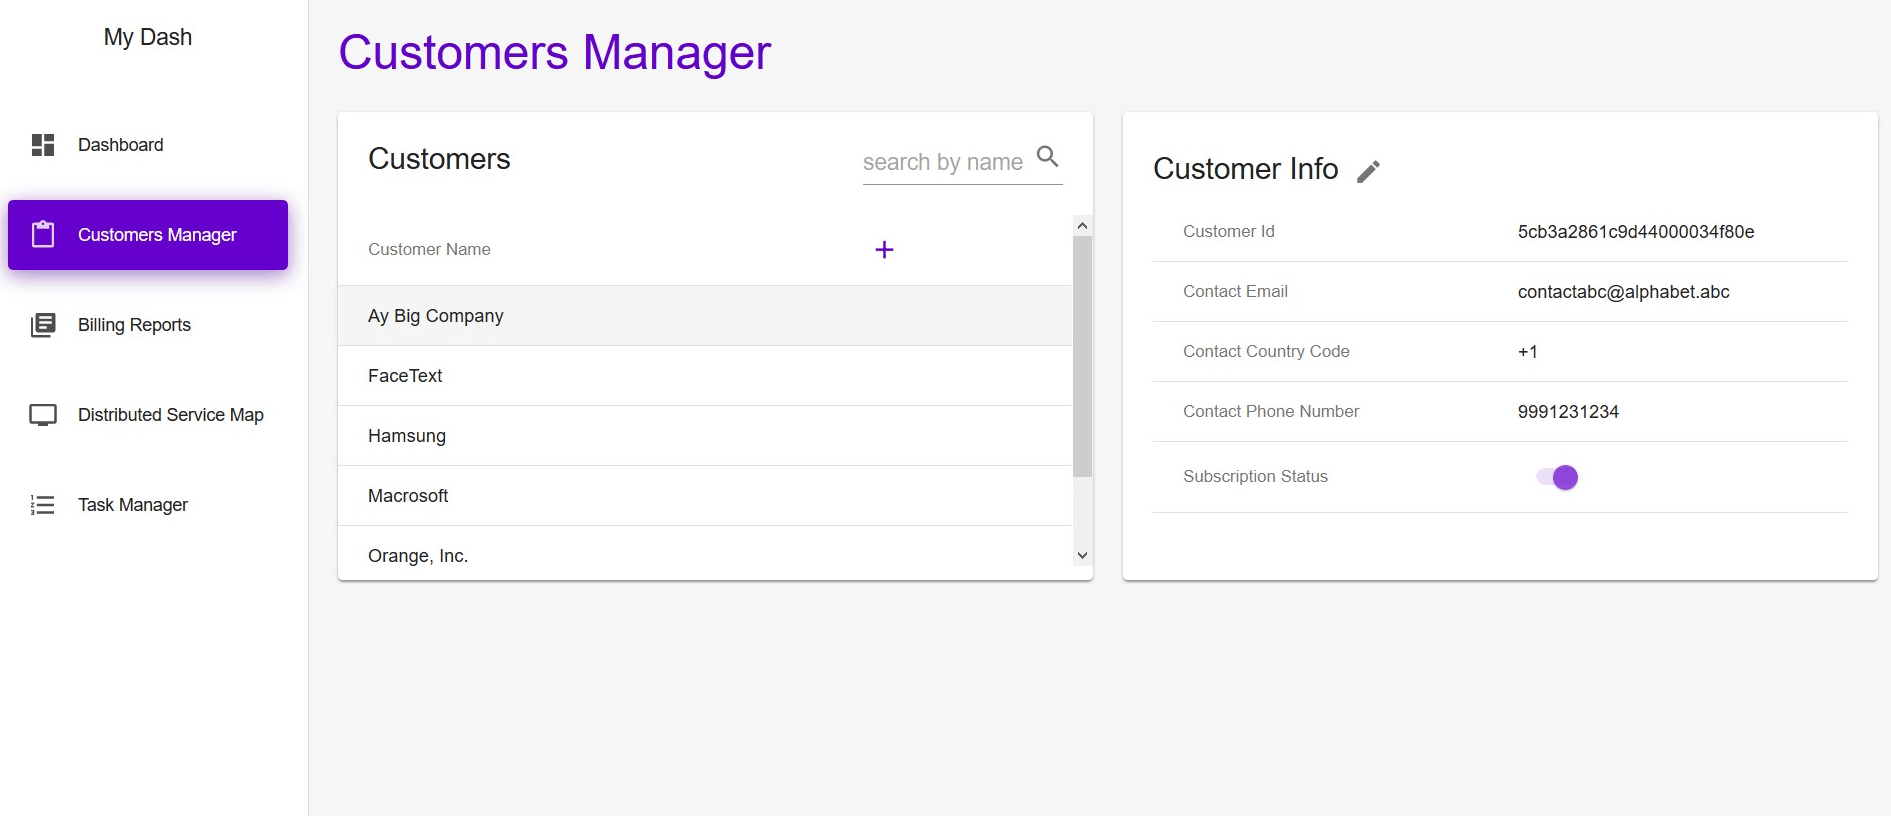 My Dash
Dashboard
Customers Manager
Billing Reports
Distributed Service Map
Task Manager
Customers Manager
Customers
search by name
Customer Name
+
Ay Big Company
FaceText
Hamsung
Macrosoft
Orange, Inc.
Customer Info
Customer Id 5cb3a2861c9d44000034f80e
Contact Email contactabc@alphabet.abc
Contact Country Code +1
Contact Phone Number 9991231234
Subscription Status